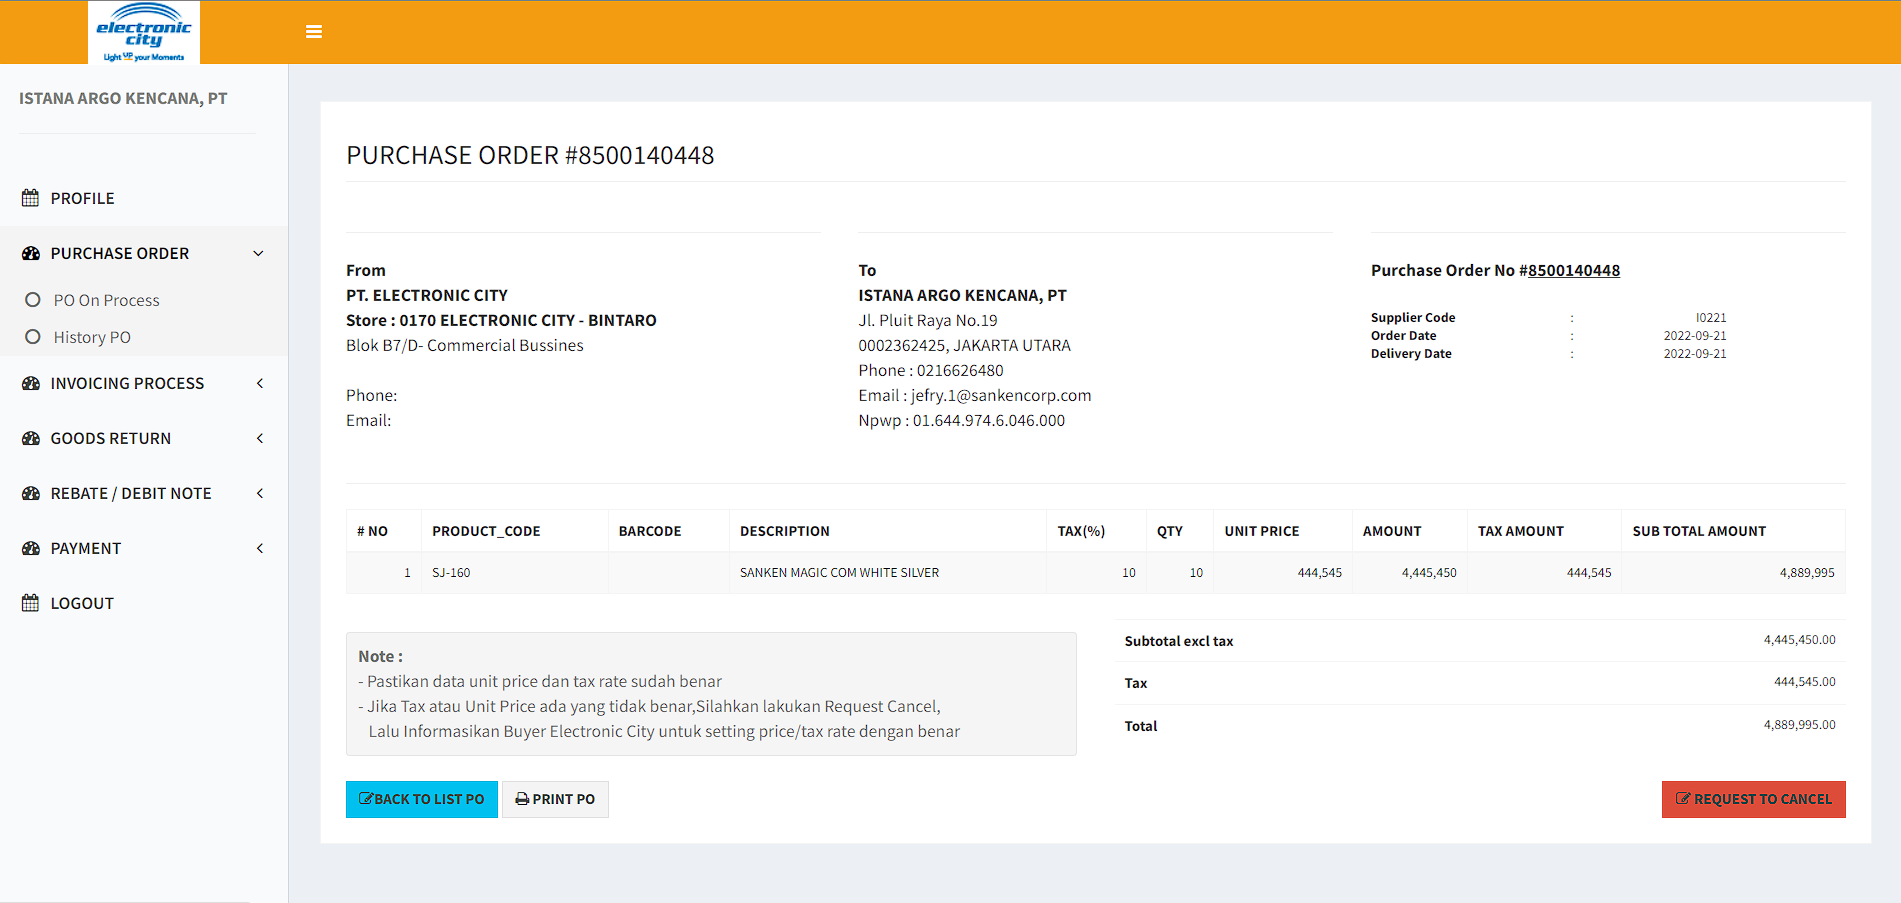 electronic
city
Light UP your Moments
ISTANA ARGO KENCANA, PT
PROFILE
PURCHASE ORDER
PO On Process
History PO
INVOICING PROCESS
GOODS RETURN
REBATE / DEBIT NOTE
PAYMENT
LOGOUT
PURCHASE ORDER #8500140448
From
PT. ELECTRONIC CITY
Store : 0170 ELECTRONIC CITY - BINTARO
Blok B7/D- Commercial Bussines
Phone:
Email:
To
ISTANA ARGO KENCANA, PT
Jl. Pluit Raya No.19
0002362425, JAKARTA UTARA
Phone : 0216626480
Email : jefry.1@sankencorp.com
Npwp : 01.644.974.6.046.000
Purchase Order No #8500140448
Supplier Code : I0221
Order Date : 2022-09-21
Delivery Date : 2022-09-21
# NO PRODUCT_CODE BARCODE DESCRIPTION TAX(%) QTY UNIT PRICE AMOUNT TAX AMOUNT SUB TOTAL AMOUNT
1 SJ-160 SANKEN MAGIC COM WHITE SILVER 10 10 444,545 4,445,450 444,545 4,889,995
Note :
- Pastikan data unit price dan tax rate sudah benar
- Jika Tax atau Unit Price ada yang tidak benar,Silahkan lakukan Request Cancel,
Lalu Informasikan Buyer Electronic City untuk setting price/tax rate dengan benar
Subtotal excl tax 4,445,450.00
Tax 444,545.00
Total 4,889,995.00
BACK TO LIST PO
PRINT PO
REQUEST TO CANCEL